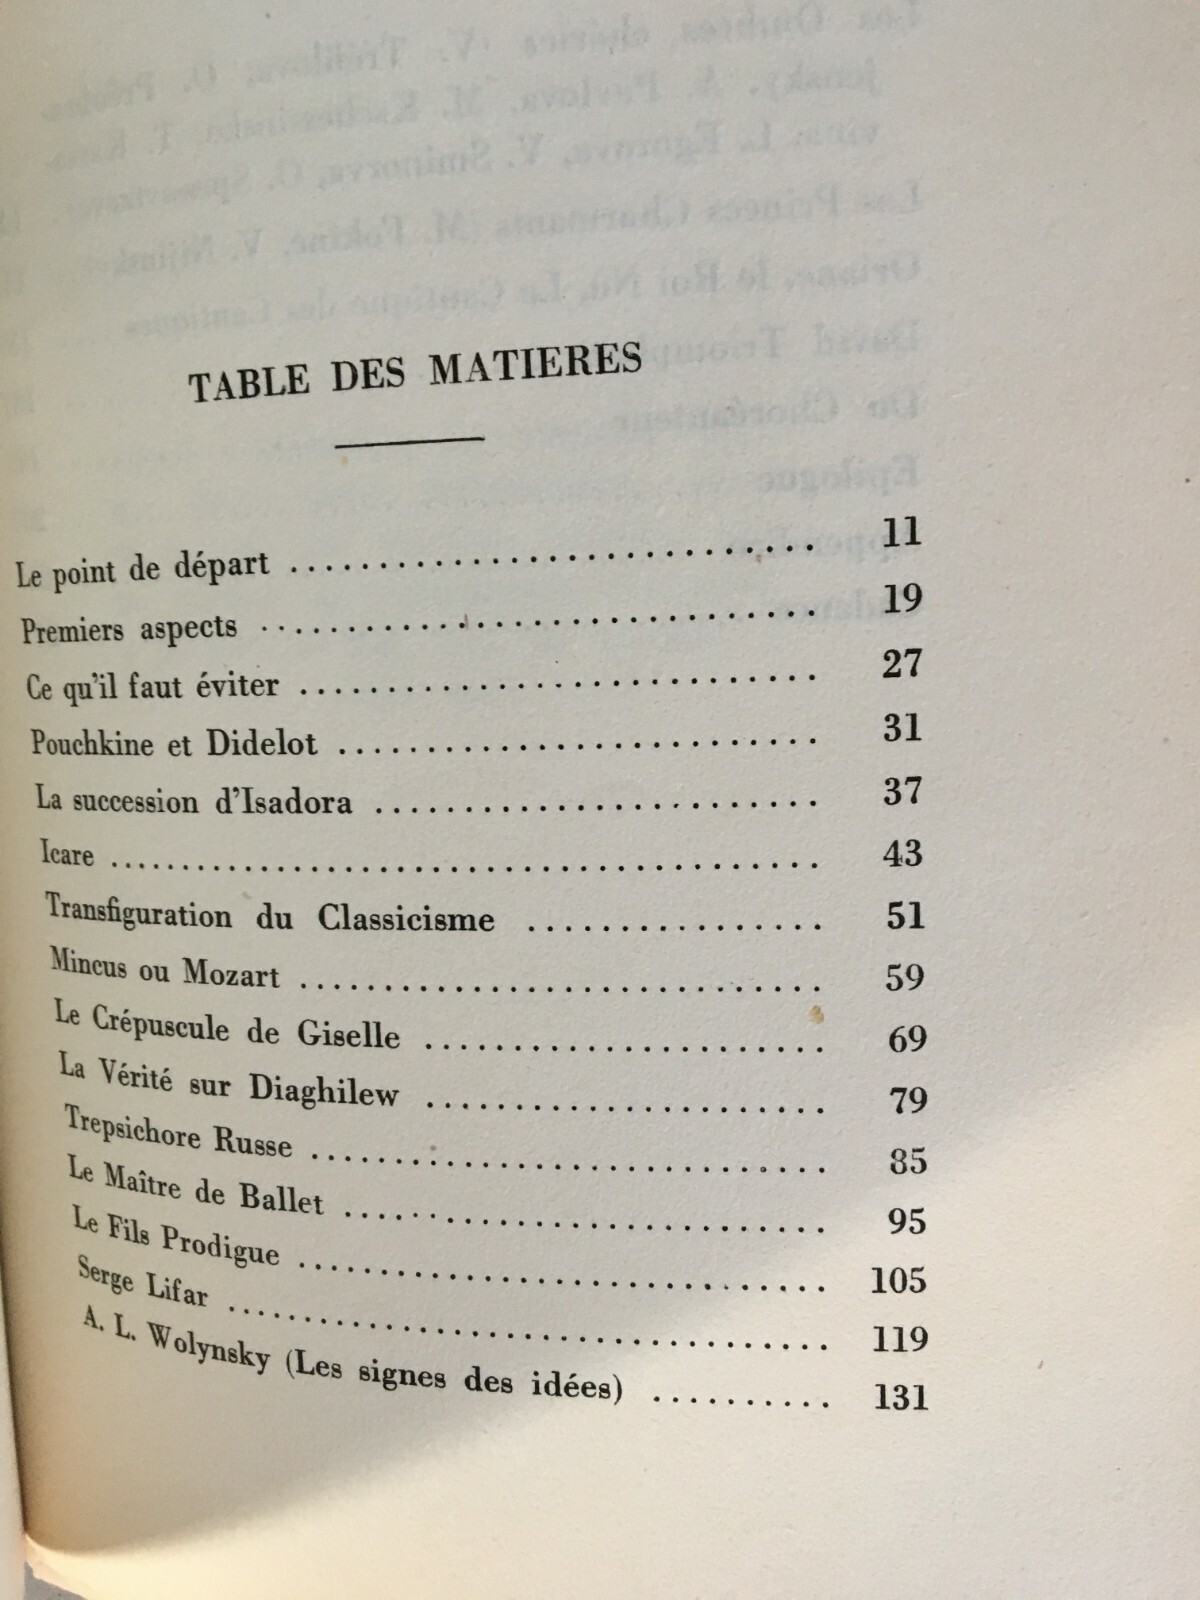 TABLE DES MATIERES
Le point de départ .............................. 11
Premiers aspects ................................ 19
Ce qu'il faut éviter ............................. 27
Pouchkine et Didelot ........................... 31
La succession d'Isadora ......................... 37
Icare ........................................ 43
Transfiguration du Classicisme ................ 51
Mincus ou Mozart .............................. 59
Le Crépuscule de Giselle ....................... 69
La Vérité sur Diaghilew ....................... 79
Trepsichore Russe .............................. 85
Le Maître de Ballet ............................ 95
Le Fils Prodigue ............................... 105
Serge Lifar .................................... 119
A. L. Wolynsky (Les signes des idées) .......... 131